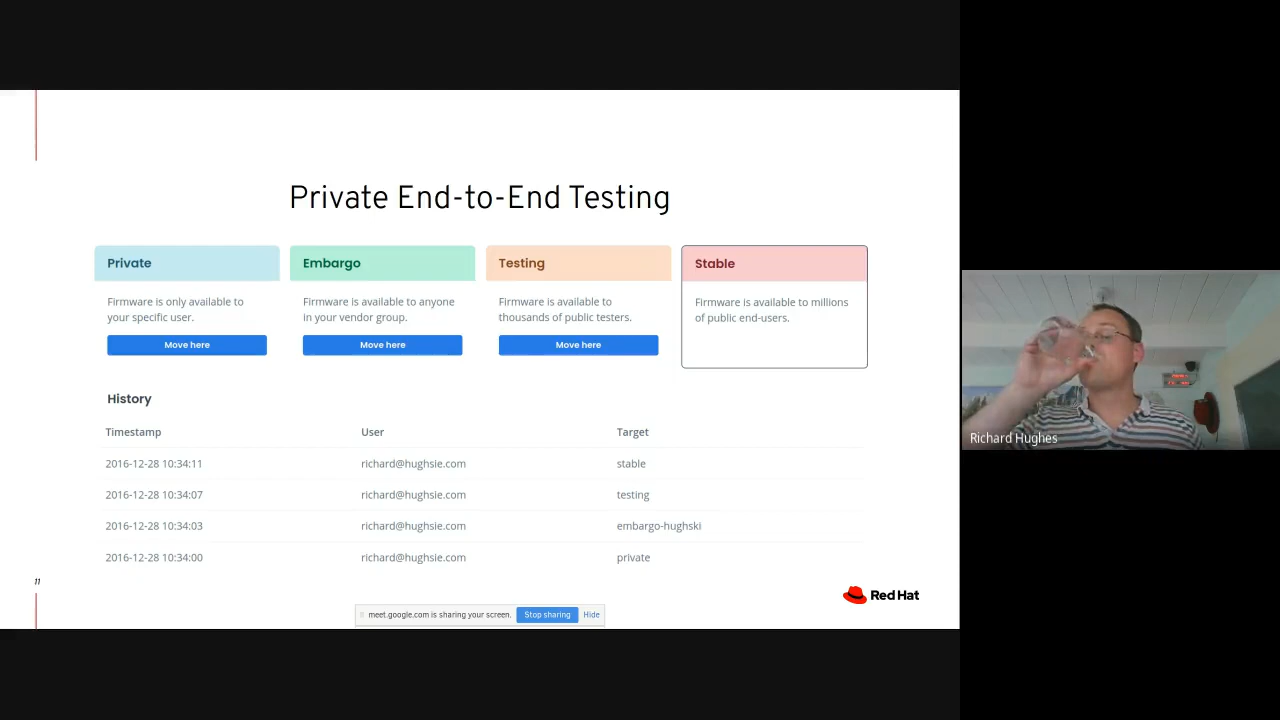 Private End-to-End Testing
Private
Embargo
Testing
Stable
Firmware is only available to
your specific user.
Firmware is available to anyone
in your vendor group.
Firmware is available to
thousands of public testers.
Firmware is available to millions
of public end-users.
Move here
Move here
Move here
History
Timestamp User Target
2016-12-28 10:34:11 richard@hughsie.com stable
2016-12-28 10:34:07 richard@hughsie.com testing
2016-12-28 10:34:03 richard@hughsie.com embargo-hughski
2016-12-28 10:34:00 richard@hughsie.com private
11
Red Hat
meet.google.com is sharing your screen. Stop sharing Hide
Richard Hughes